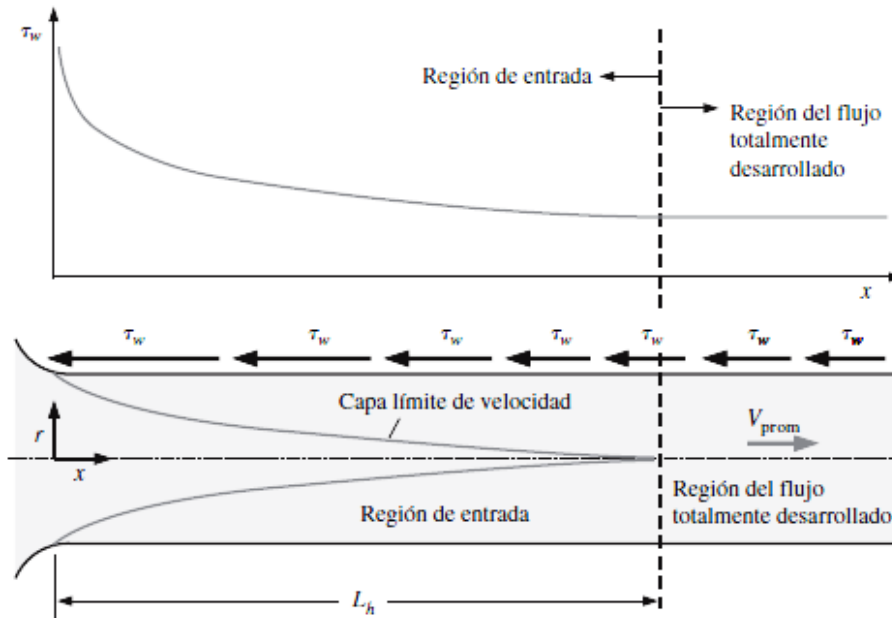 τw
Región de entrada
Región del flujo
totalmente
desarrollado
x
τw τw τw τw τw τw τw
Capa límite de velocidad
Vprom
r
x
Región de entrada
Región del flujo
totalmente desarrollado
Lh